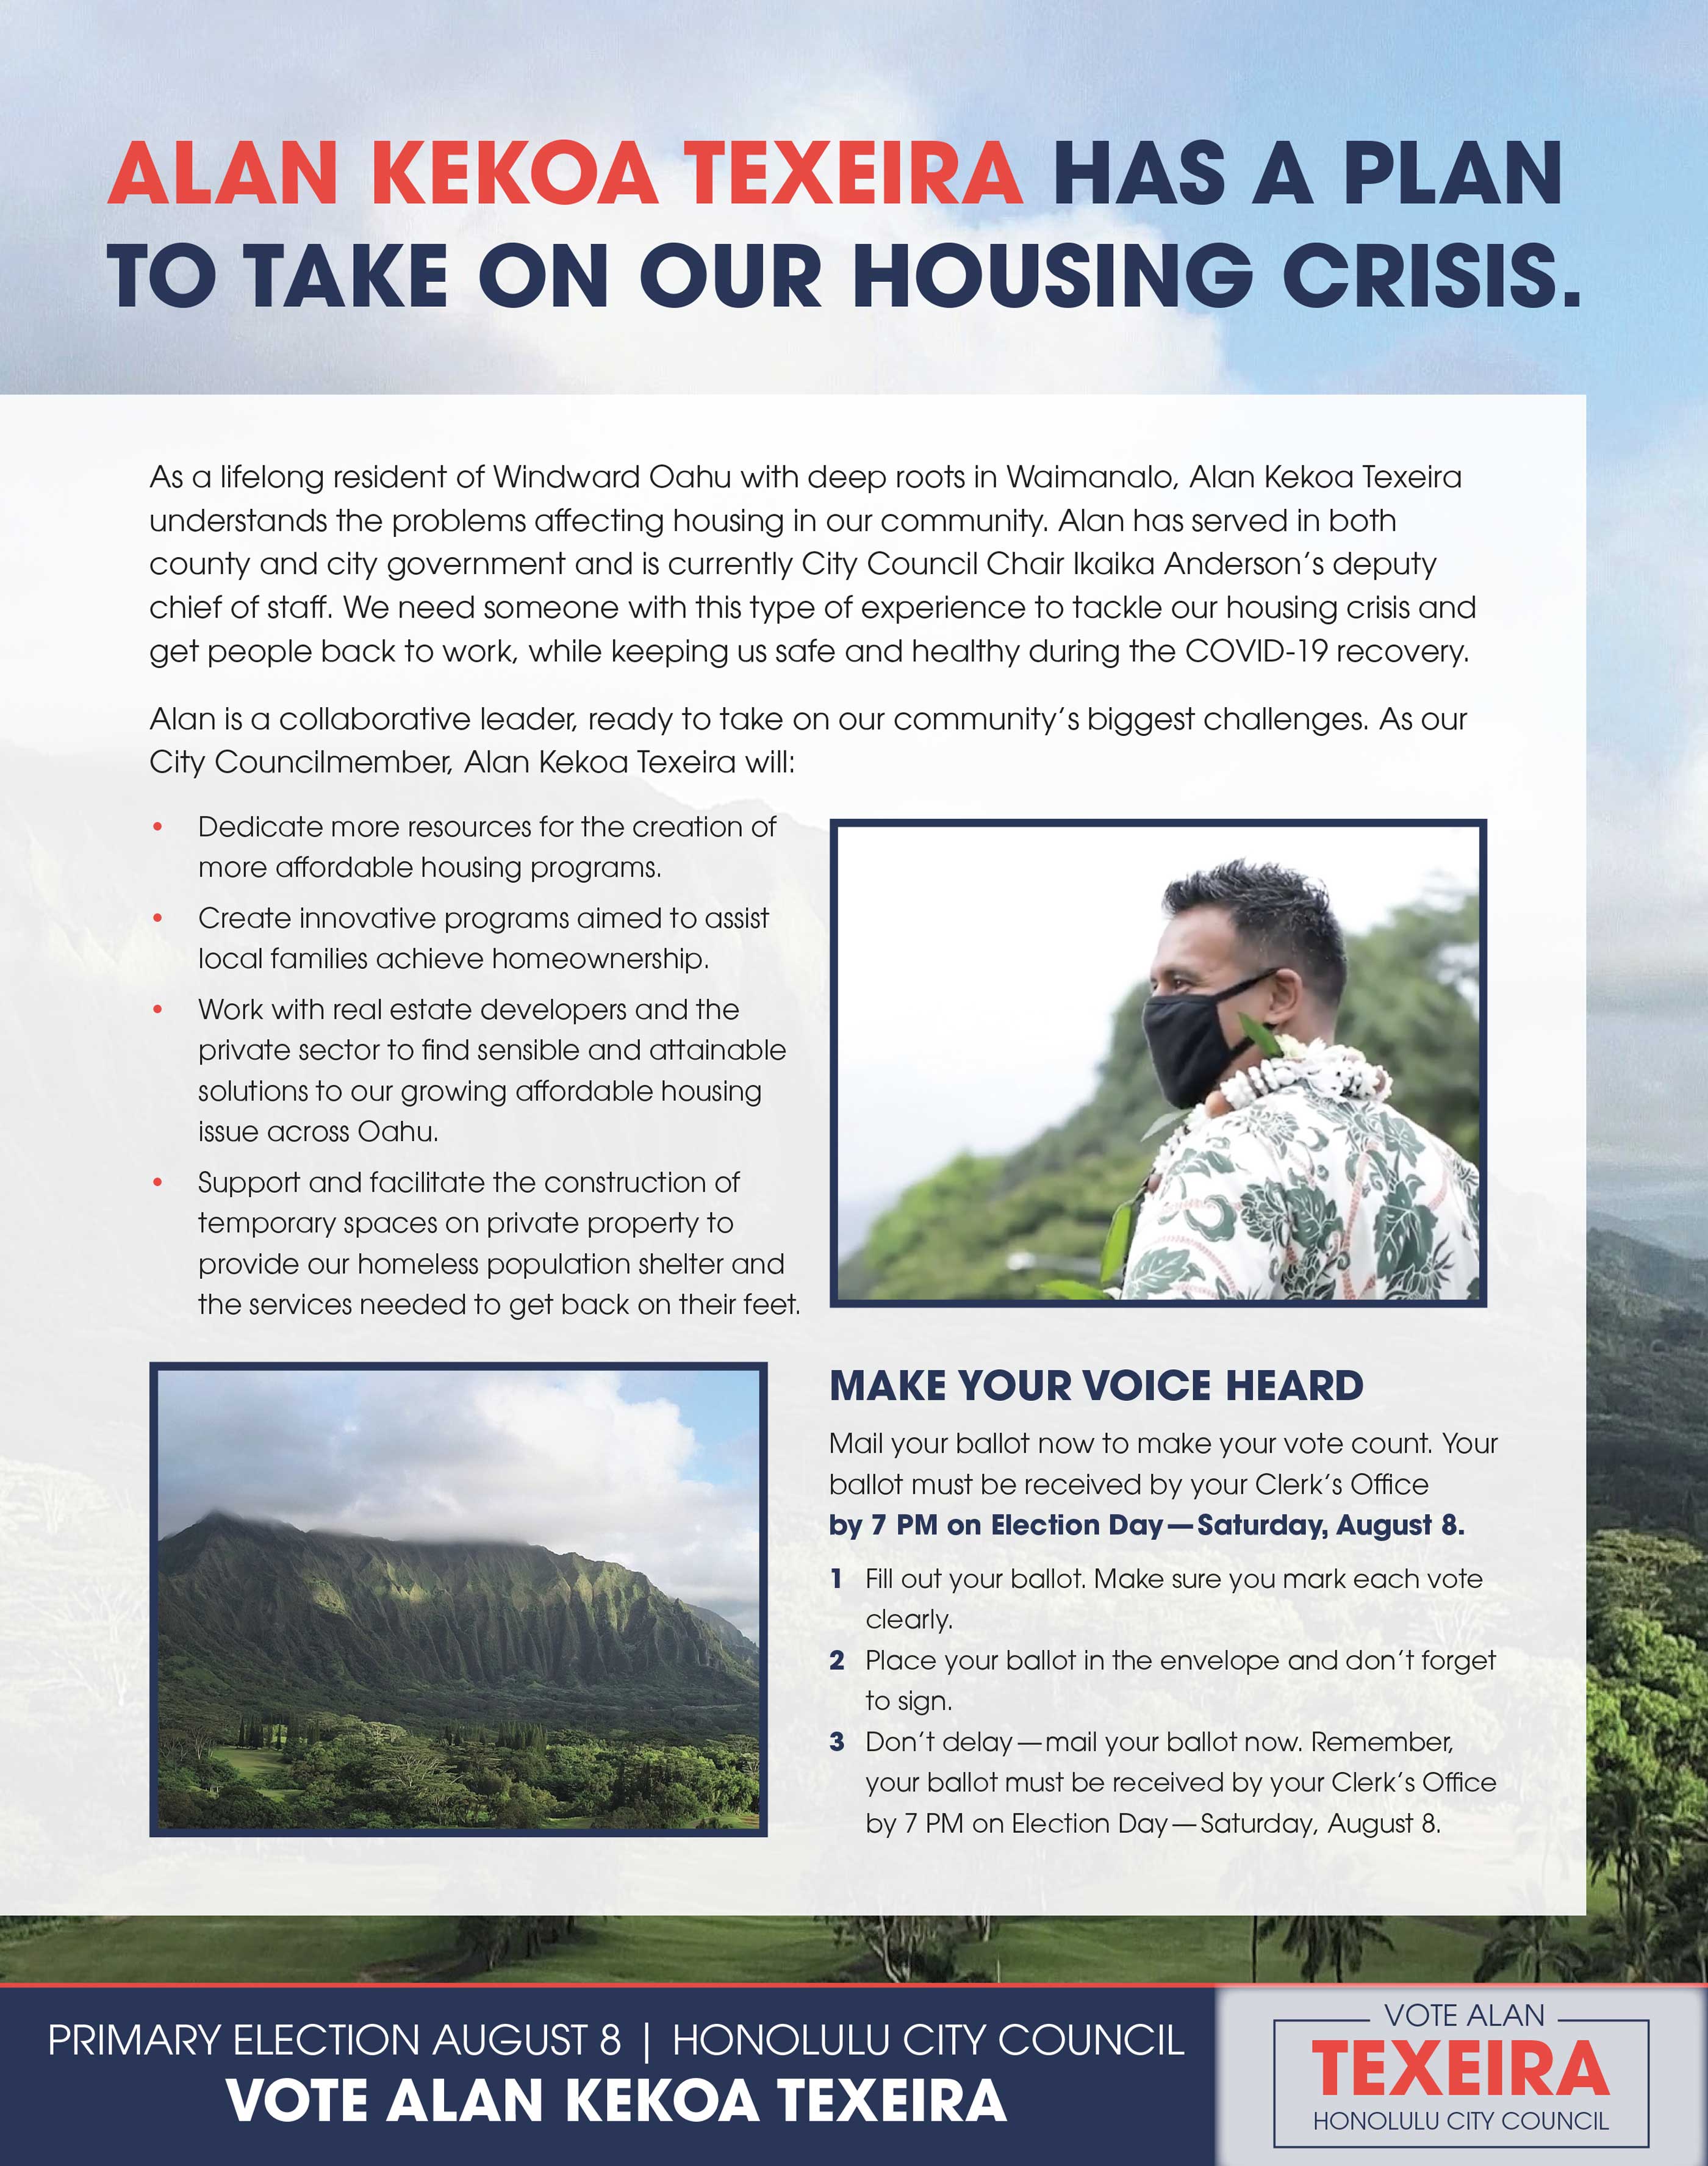 ALAN KEKOA TEXEIRA HAS A PLAN
TO TAKE ON OUR HOUSING CRISIS.
As a lifelong resident of Windward Oahu with deep roots in Waimanalo, Alan Kekoa Texeira
understands the problems affecting housing in our community. Alan has served in both
county and city government and is currently City Council Chair Ikaika Anderson's deputy
chief of staff. We need someone with this type of experience to tackle our housing crisis and
get people back to work, while keeping us safe and healthy during the COVID-19 recovery.
Alan is a collaborative leader, ready to take on our community's biggest challenges. As our
City Councilmember, Alan Kekoa Texeira will:
• Dedicate more resources for the creation of
more affordable housing programs.
• Create innovative programs aimed to assist
local families achieve homeownership.
• Work with real estate developers and the
private sector to find sensible and attainable
solutions to our growing affordable housing
issue across Oahu.
• Support and facilitate the construction of
temporary spaces on private property to
provide our homeless population shelter and
the services needed to get back on their feet.
MAKE YOUR VOICE HEARD
Mail your ballot now to make your vote count. Your
ballot must be received by your Clerk's Office
by 7 PM on Election Day—Saturday, August 8.
1 Fill out your ballot. Make sure you mark each vote
clearly.
2 Place your ballot in the envelope and don't forget
to sign.
3 Don't delay—mail your ballot now. Remember,
your ballot must be received by your Clerk's Office
by 7 PM on Election Day—Saturday, August 8.
PRIMARY ELECTION AUGUST 8 | HONOLULU CITY COUNCIL
VOTE ALAN KEKOA TEXEIRA
VOTE ALAN
TEXEIRA
HONOLULU CITY COUNCIL